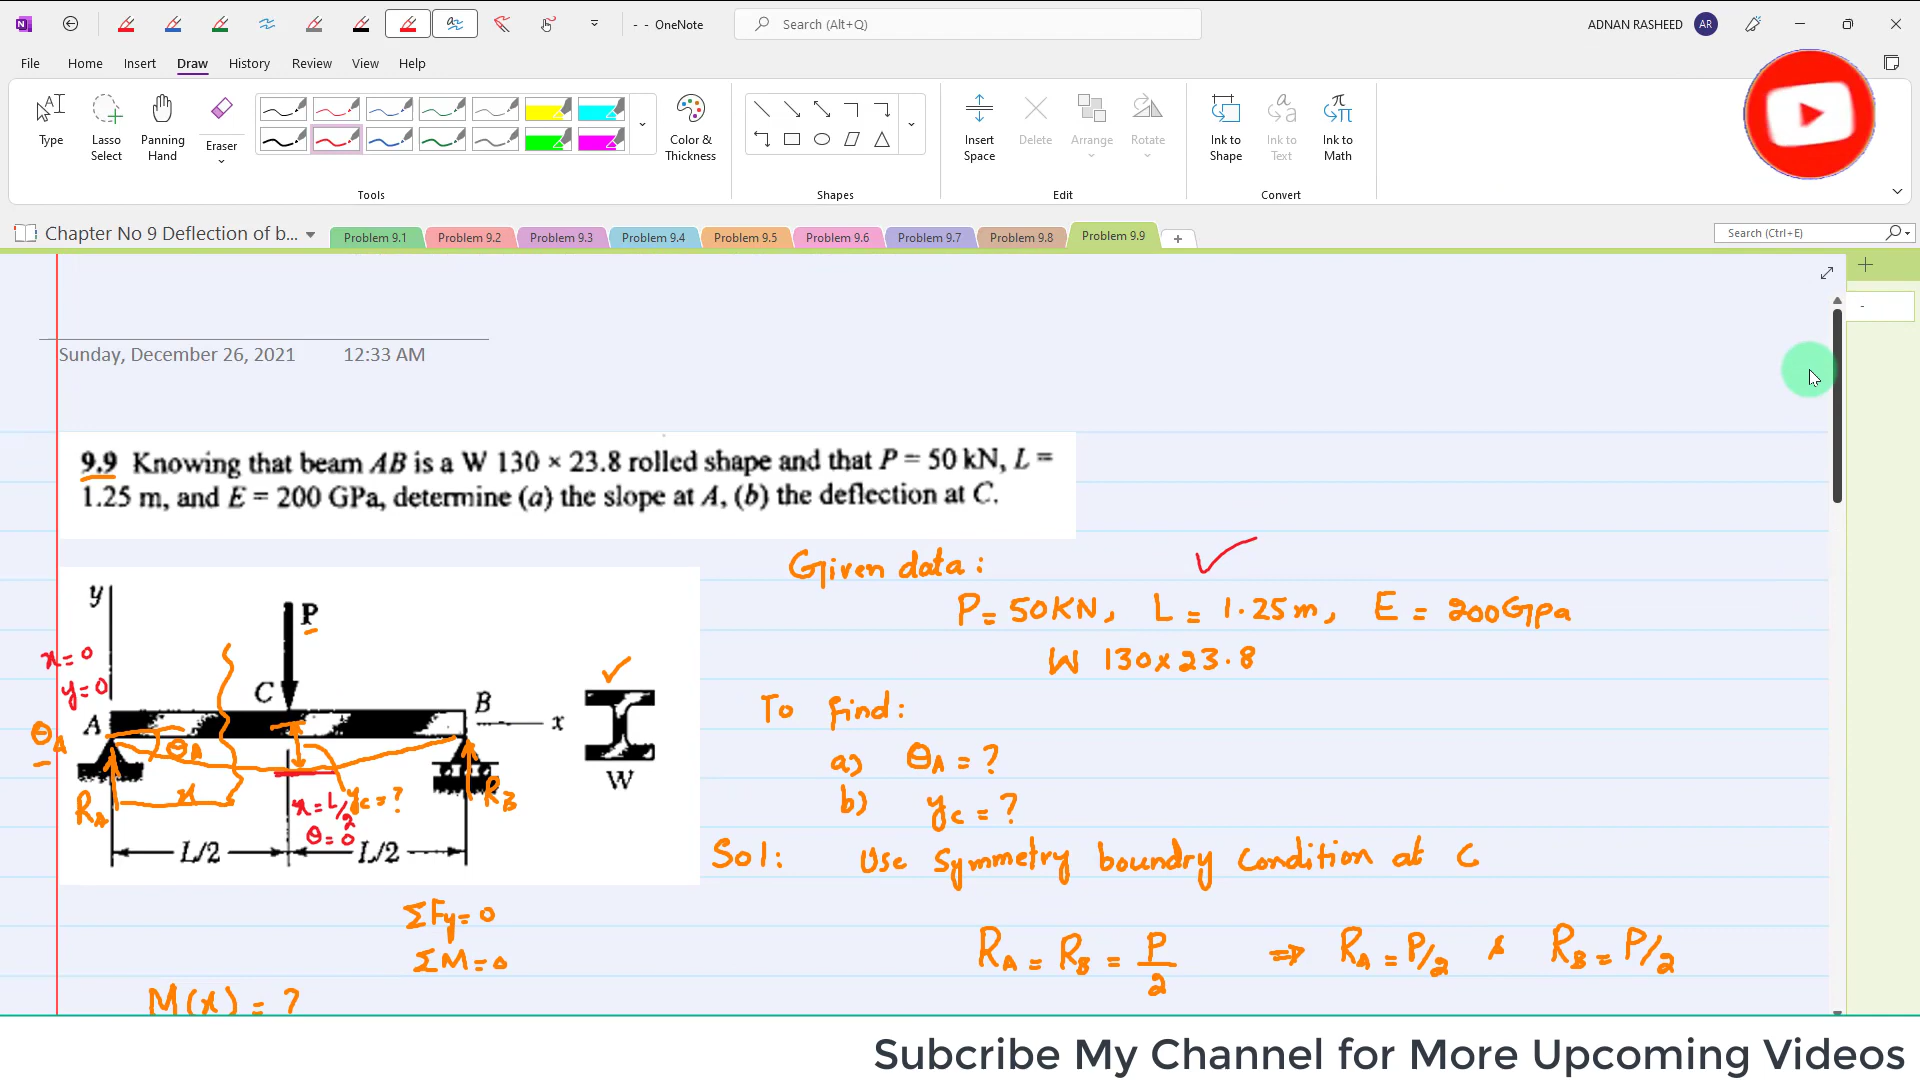 - - OneNote
Search (Alt+Q)
ADNAN RASHEED
AR
File Home Insert Draw History Review View Help
Type
Lasso Select
Panning Hand
Eraser
Color & Thickness
Insert Space
Delete
Arrange
Rotate
Ink to Shape
Ink to Text
Ink to Math
Tools
Shapes
Edit
Convert
Chapter No 9 Deflection of b...
Problem 9.1 Problem 9.2 Problem 9.3 Problem 9.4 Problem 9.5 Problem 9.6 Problem 9.7 Problem 9.8 Problem 9.9
Search (Ctrl+E)
Sunday, December 26, 2021 12:33 AM
9.9 Knowing that beam AB is a W 130 × 23.8 rolled shape and that P = 50 kN, L =
1.25 m, and E = 200 GPa, determine (a) the slope at A, (b) the deflection at C.
Given data:
P = 50KN, L = 1.25m, E = 200Gpa
W 130x23.8
To find:
a) θA = ?
b) yc = ?
Sol: Use Symmetry boundry Condition at C
RA = RB = P/2 ⇒ RA = P/2 & RB = P/2
y
P
x=0
y=0
C
B
A
x
θA
θA
W
RA
x
x=L/2
yc=?
RB
θ=0
L/2
L/2
ΣFy=0
ΣM=0
M(x) = ?
Subcribe My Channel for More Upcoming Videos